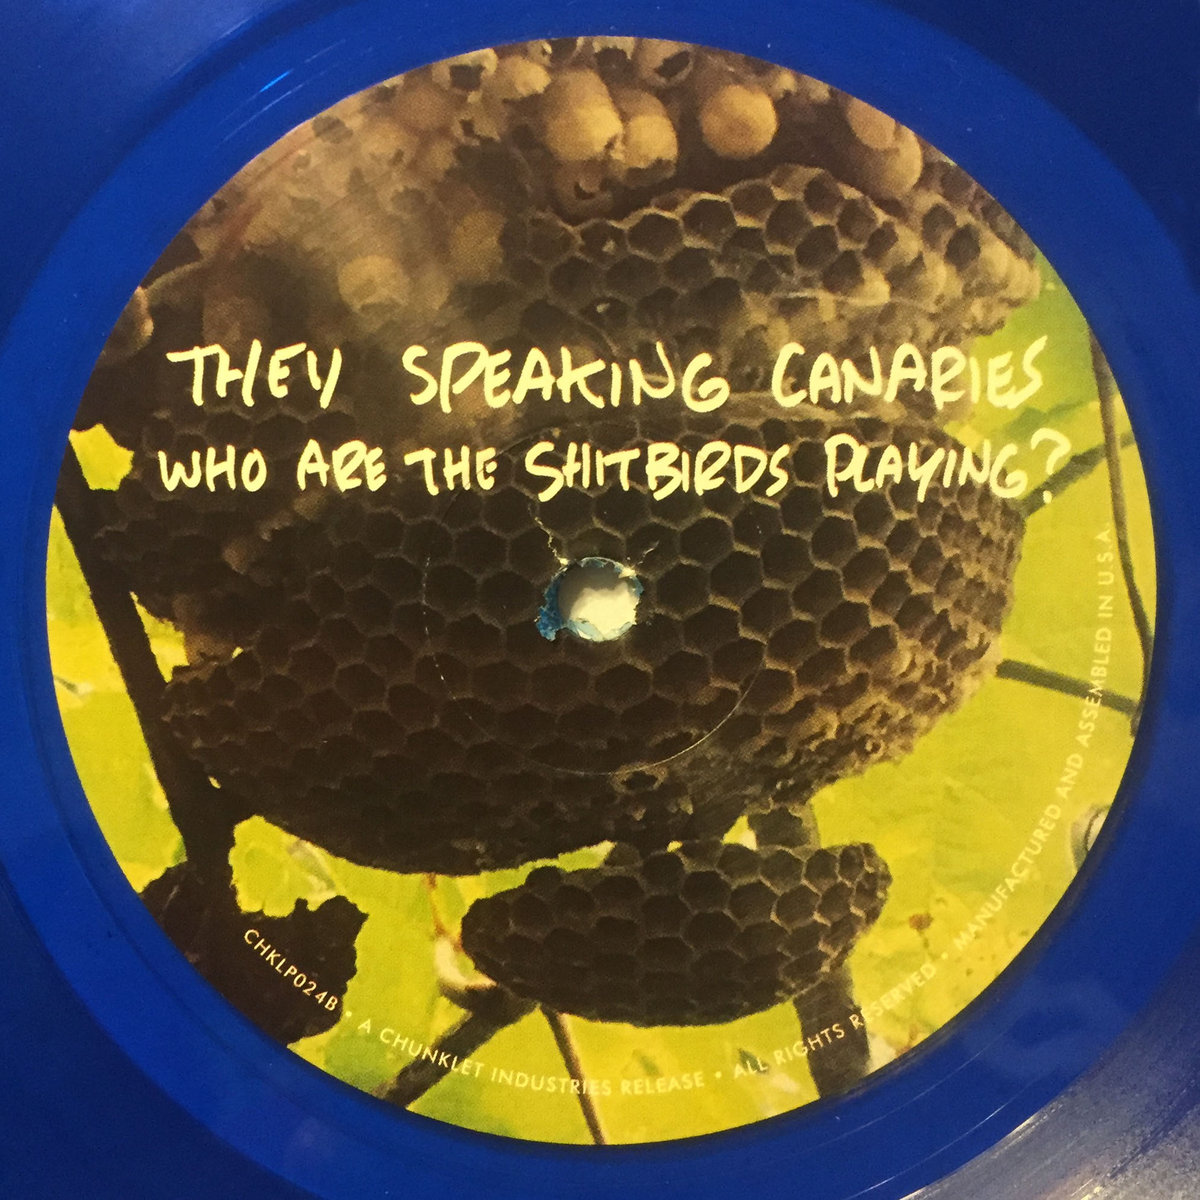 THEY SPEAKING CANARIES
WHO ARE THE SHITBIRDS PLAYING?
CHKLP024B • A CHUNKLET INDUSTRIES RELEASE • ALL RIGHTS RESERVED • MANUFACTURED AND ASSEMBLED IN U.S.A.